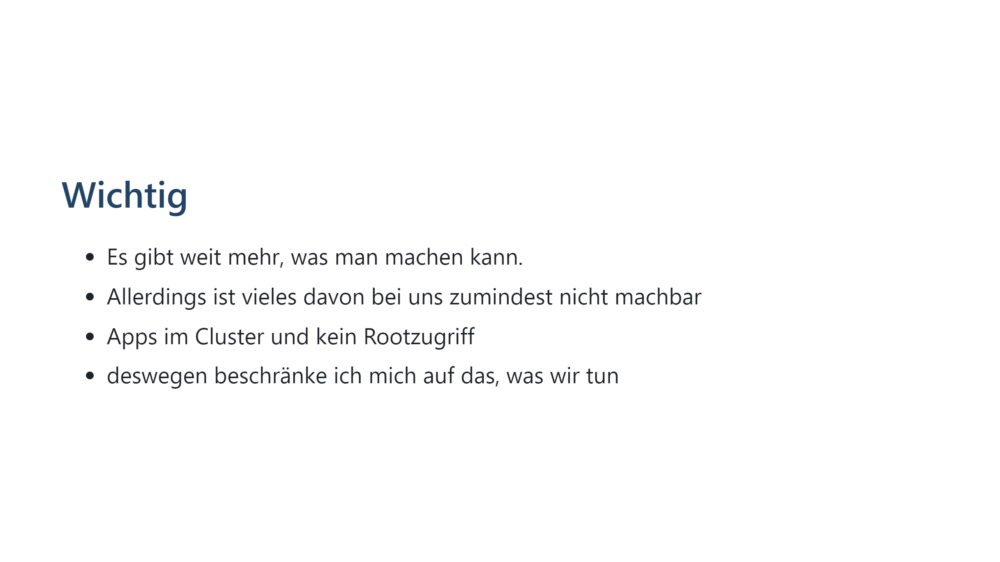 Wichtig
• Es gibt weit mehr, was man machen kann.
• Allerdings ist vieles davon bei uns zumindest nicht machbar
• Apps im Cluster und kein Rootzugriff
• deswegen beschränke ich mich auf das, was wir tun